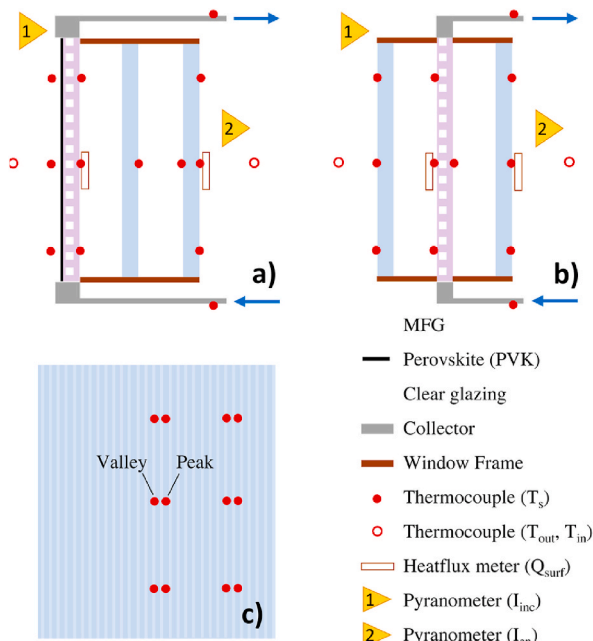 1
2
a)
1
2
b)
Valley
Peak
c)
MFG
Perovskite (PVK)
Clear glazing
Collector
Window Frame
Thermocouple (Ts)
Thermocouple (Tout, Tin)
Heatflux meter (Qsurf)
1 Pyranometer (Iinc)
2 Pyranometer